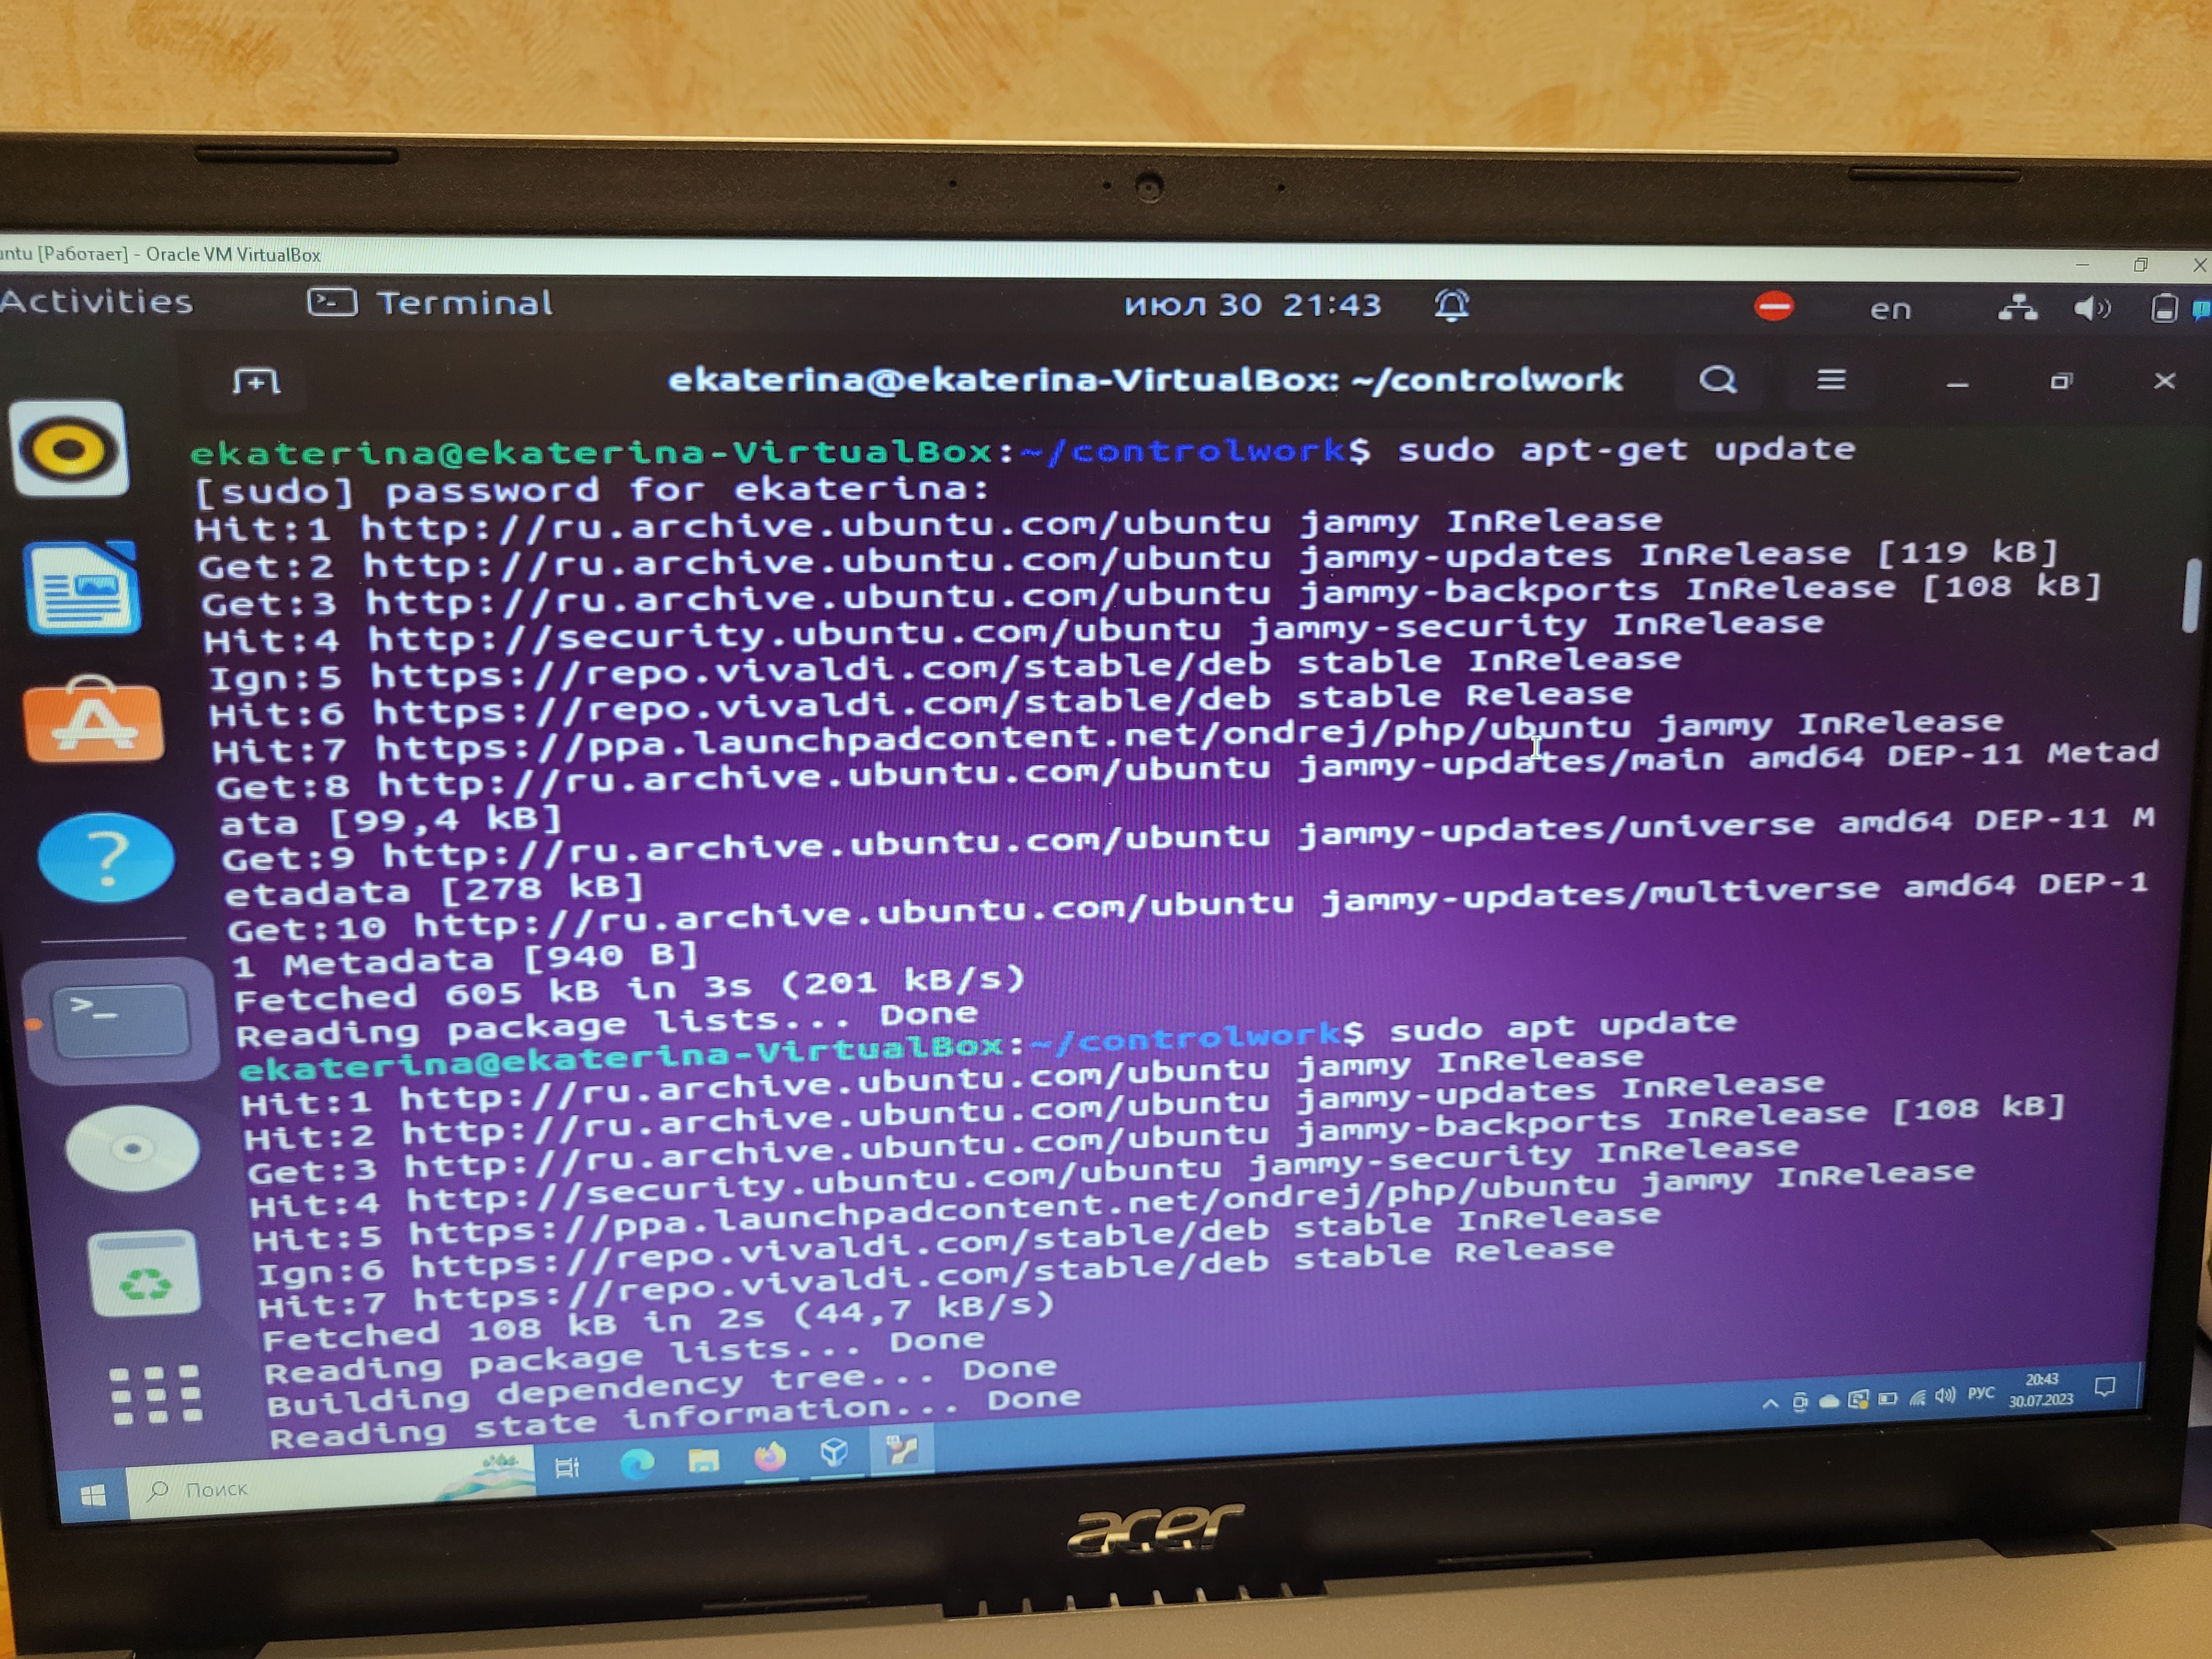 untu [Работает] - Oracle VM VirtualBox
Activities
Terminal
июл 30 21:43
en
ekaterina@ekaterina-VirtualBox: ~/controlwork
ekaterina@ekaterina-VirtualBox:~/controlwork$ sudo apt-get update
[sudo] password for ekaterina:
Hit:1 http://ru.archive.ubuntu.com/ubuntu jammy InRelease
Get:2 http://ru.archive.ubuntu.com/ubuntu jammy-updates InRelease [119 kB]
Get:3 http://ru.archive.ubuntu.com/ubuntu jammy-backports InRelease [108 kB]
Hit:4 http://security.ubuntu.com/ubuntu jammy-security InRelease
Ign:5 https://repo.vivaldi.com/stable/deb stable InRelease
Hit:6 https://repo.vivaldi.com/stable/deb stable Release
Hit:7 https://ppa.launchpadcontent.net/ondrej/php/ubuntu jammy InRelease
Get:8 http://ru.archive.ubuntu.com/ubuntu jammy-updates/main amd64 DEP-11 Metad
ata [99,4 kB]
Get:9 http://ru.archive.ubuntu.com/ubuntu jammy-updates/universe amd64 DEP-11 M
etadata [278 kB]
Get:10 http://ru.archive.ubuntu.com/ubuntu jammy-updates/multiverse amd64 DEP-1
1 Metadata [940 B]
Fetched 605 kB in 3s (201 kB/s)
Reading package lists... Done
ekaterina@ekaterina-VirtualBox:~/controlwork$ sudo apt update
Hit:1 http://ru.archive.ubuntu.com/ubuntu jammy InRelease
Hit:2 http://ru.archive.ubuntu.com/ubuntu jammy-updates InRelease
Get:3 http://ru.archive.ubuntu.com/ubuntu jammy-backports InRelease [108 kB]
Hit:4 http://security.ubuntu.com/ubuntu jammy-security InRelease
Hit:5 https://ppa.launchpadcontent.net/ondrej/php/ubuntu jammy InRelease
Ign:6 https://repo.vivaldi.com/stable/deb stable InRelease
Hit:7 https://repo.vivaldi.com/stable/deb stable Release
Fetched 108 kB in 2s (44,7 kB/s)
Reading package lists... Done
Building dependency tree... Done
Reading state information... Done
Поиск
РУС
20:43
30.07.2023
acer